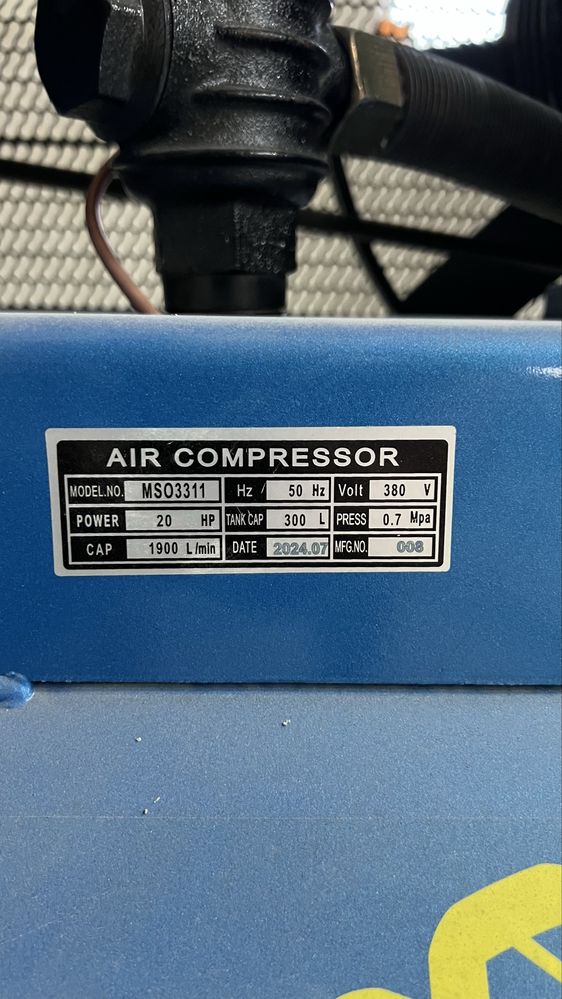 AIR COMPRESSOR
MODEL.NO. MSO3311 Hz / 50 Hz Volt 380 V
POWER 20 HP TANK CAP 300 L PRESS 0.7 Mpa
CAP 1900 L/min DATE 2024.07 MFG.NO. 008